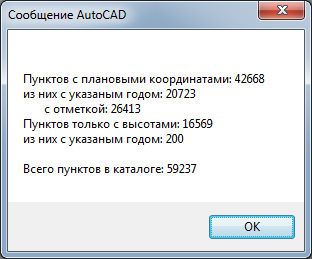 Сообщение AutoCAD
Пунктов с плановыми координатами: 42668
из них с указаным годом: 20723
с отметкой: 26413
Пунктов только с высотами: 16569
из них с указаным годом: 200
Всего пунктов в каталоге: 59237
OK